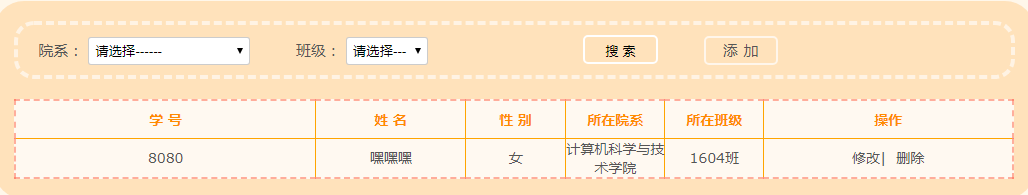 院系： 请选择------ 班级： 请选择--- 搜 索 添 加
学 号 姓 名 性 别 所在院系 所在班级 操作
8080 嘿嘿嘿 女 计算机科学与技术学院 1604班 修改| 删除